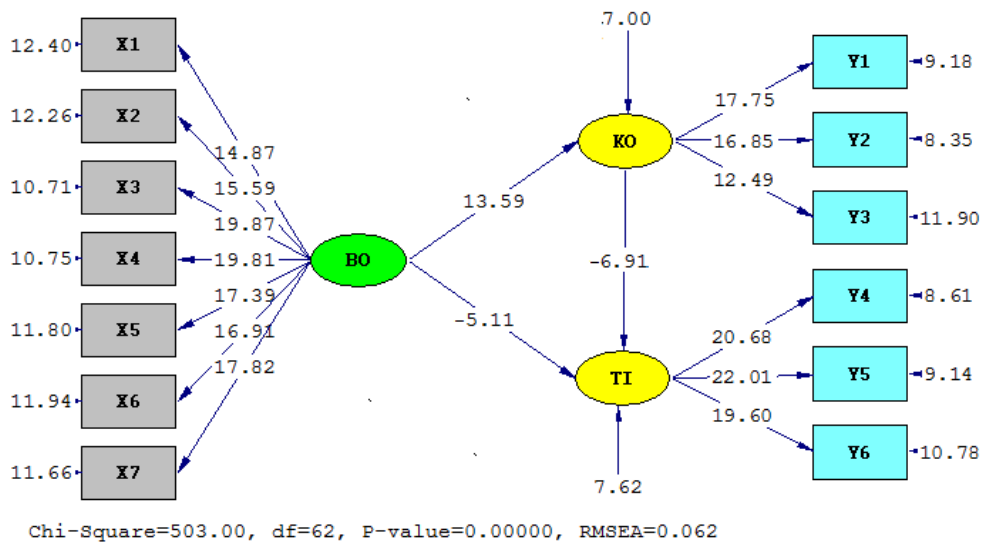 7.00
12.40 X1
Y1 9.18
12.26 X2
17.75
KO
16.85 Y2 8.35
14.87
10.71 X3 15.59
12.49
13.59
Y3 11.90
19.87
10.75 X4 19.81 BO
-6.91
17.39
Y4 8.61
11.80 X5 16.91
-5.11
20.68
17.82
TI
22.01 Y5 9.14
11.94 X6
19.60
Y6 10.78
11.66 X7
7.62
Chi-Square=503.00, df=62, P-value=0.00000, RMSEA=0.062